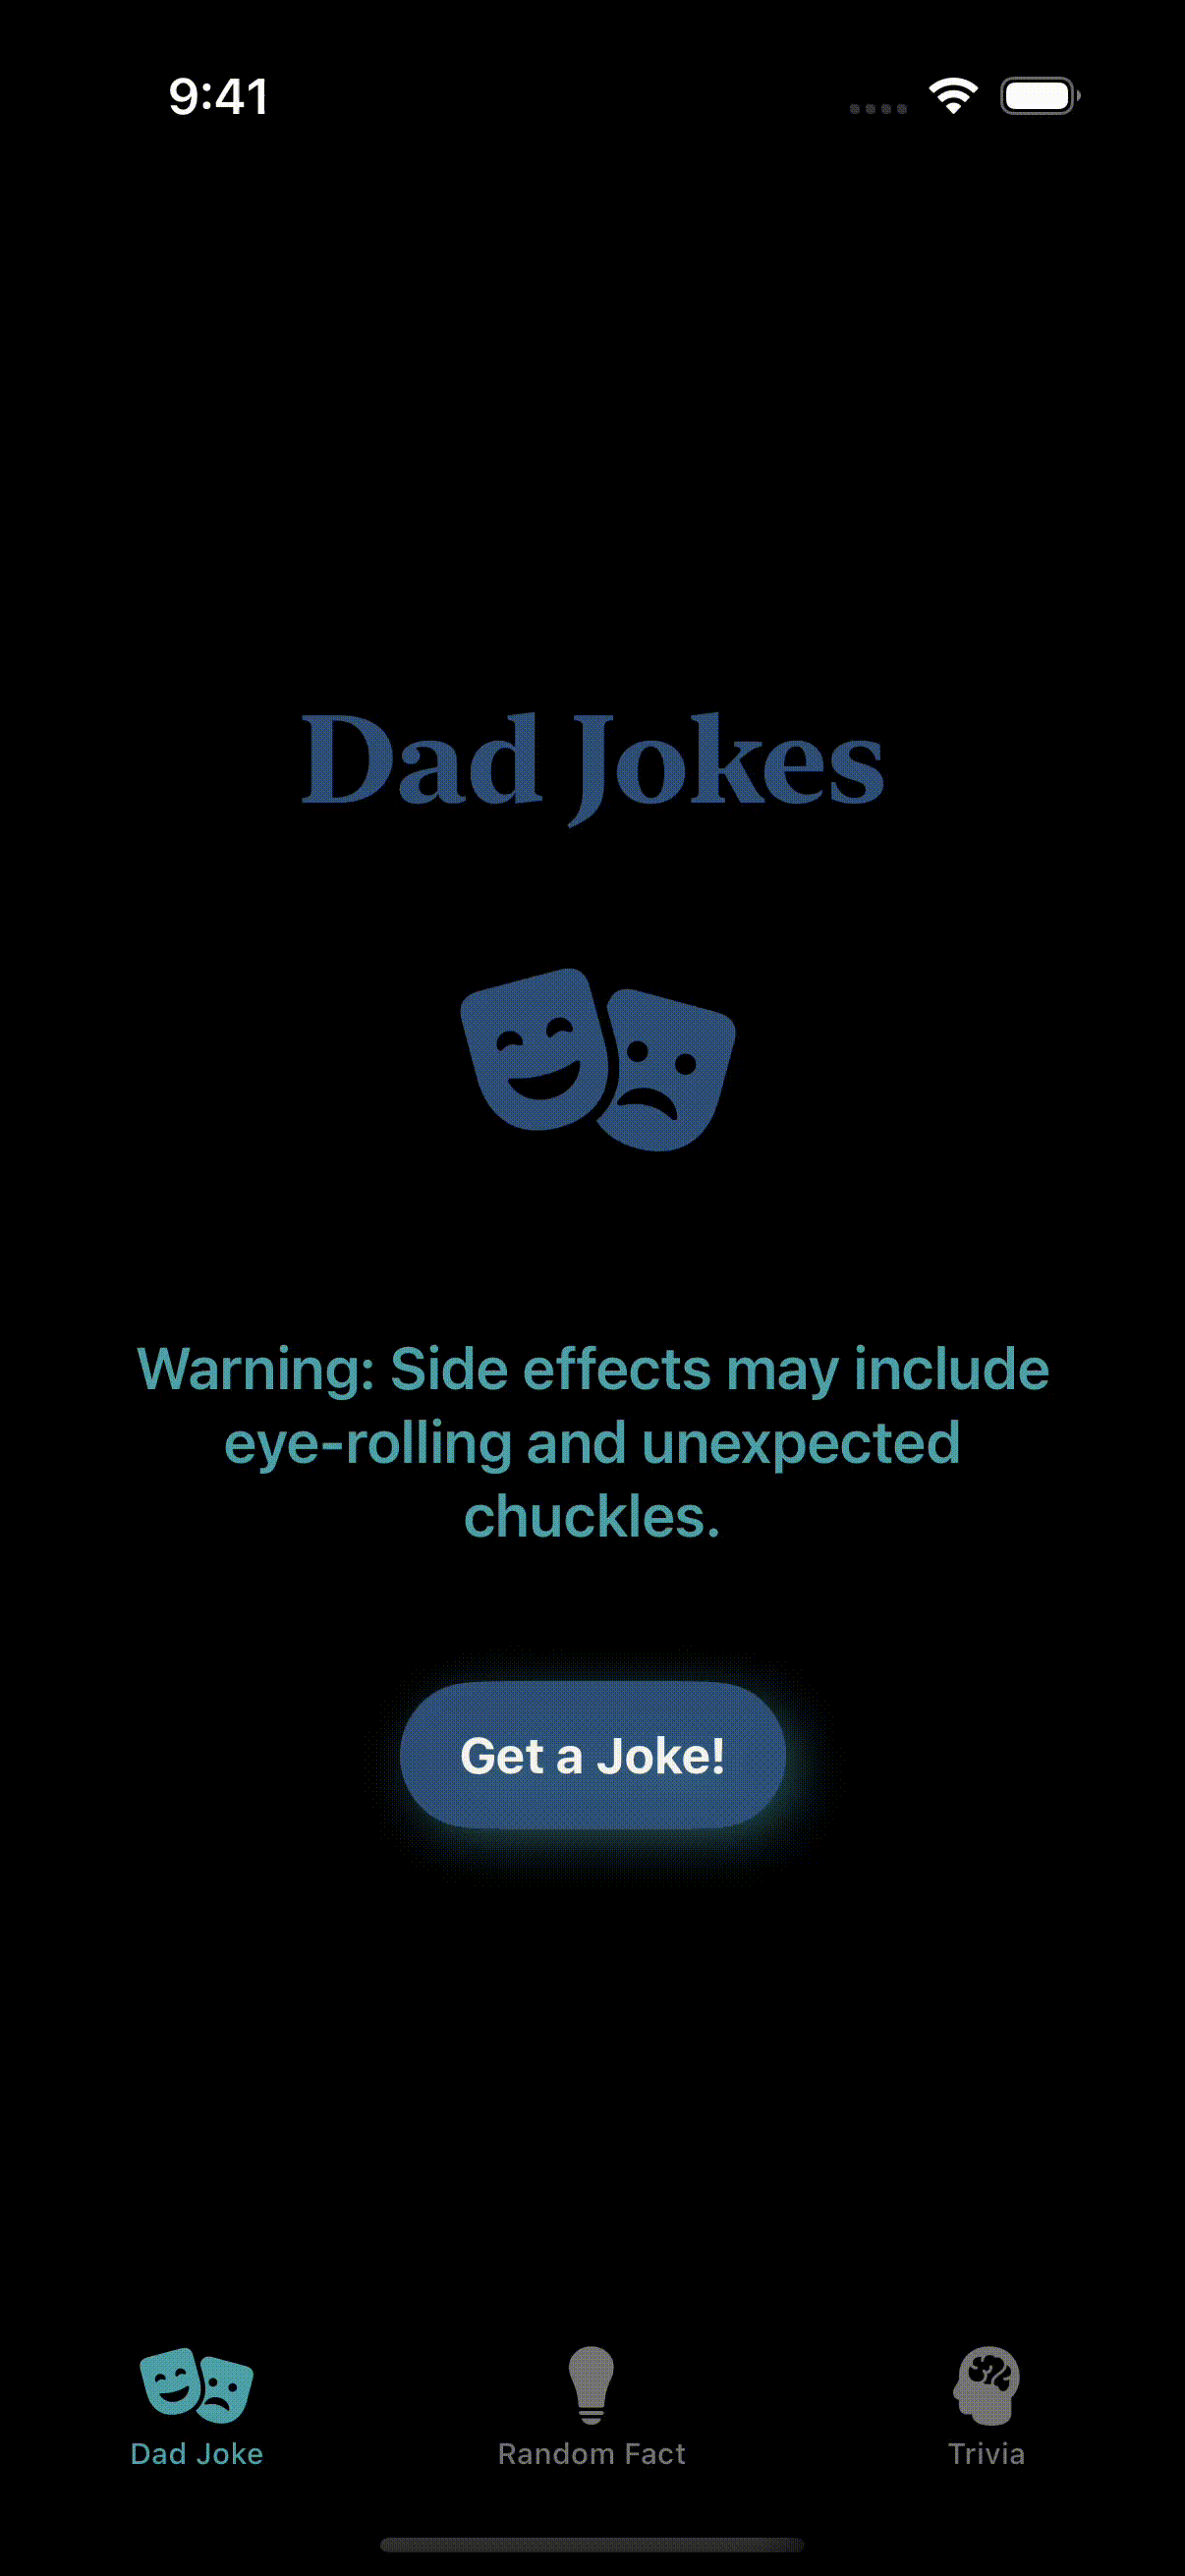 9:41
Dad Jokes
Warning: Side effects may include
eye-rolling and unexpected
chuckles.
Get a Joke!
Dad Joke
Random Fact
Trivia